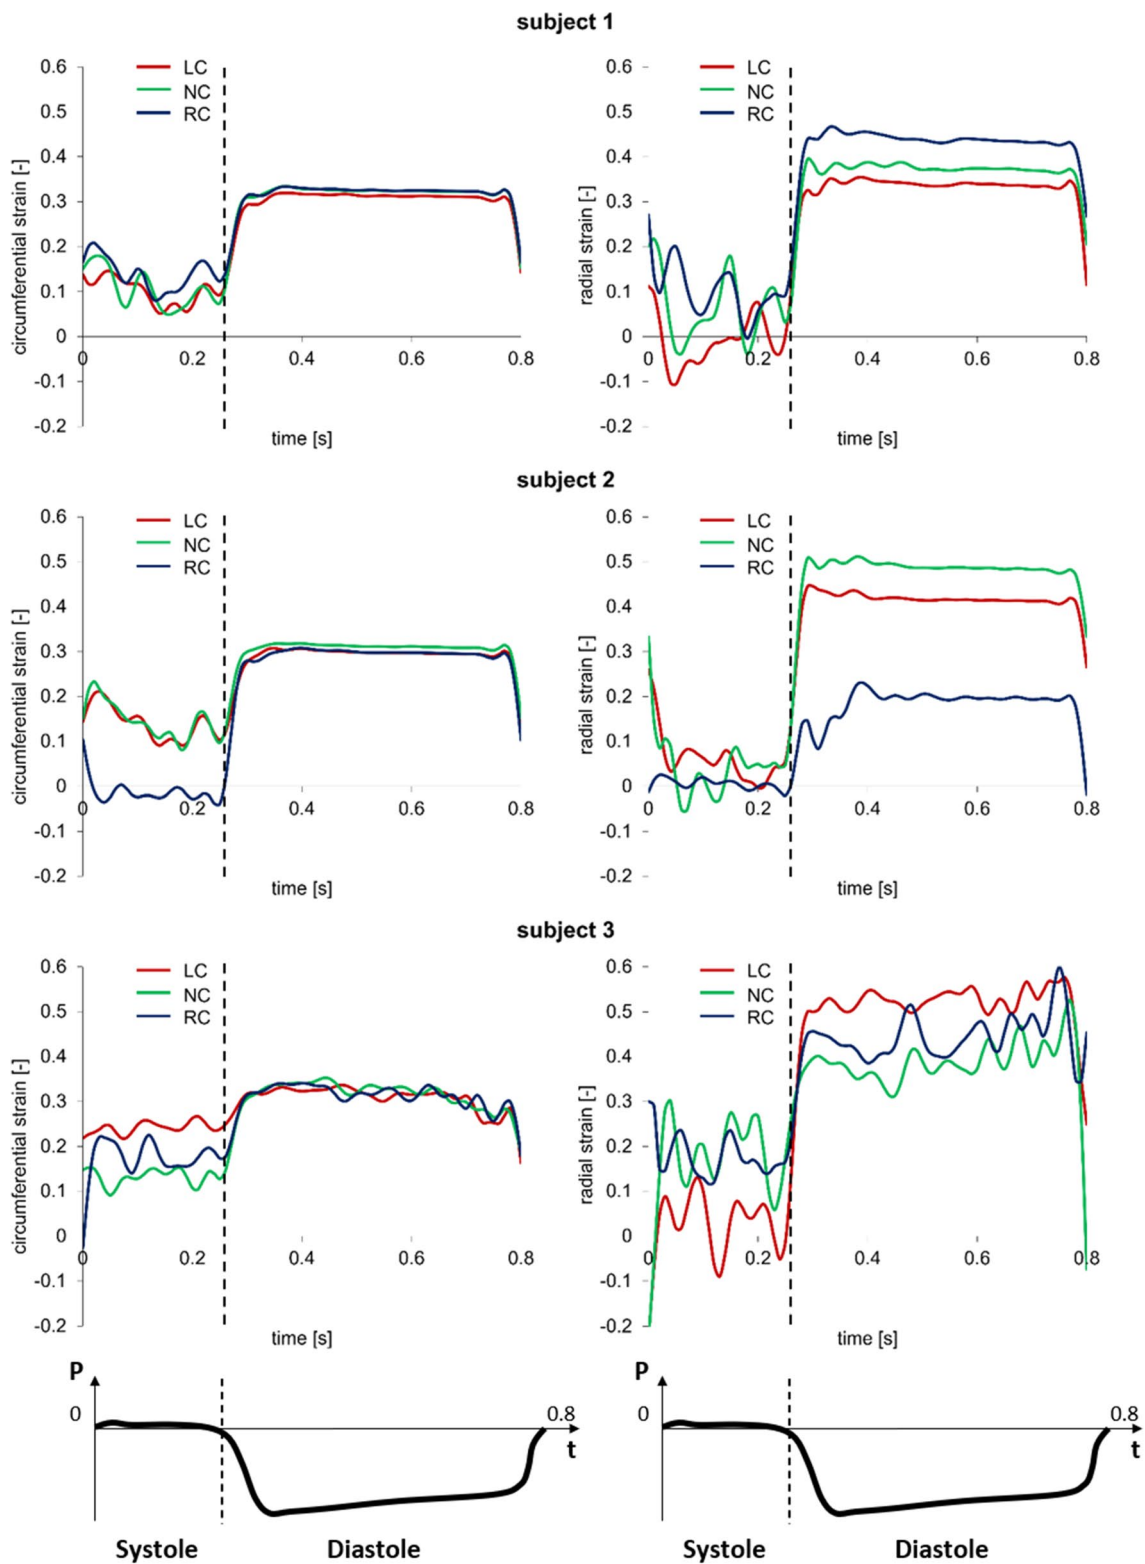 subject 1
0.6
0.5
0.4
0.3
0.2
0.1
0
-0.1
-0.2
circumferential strain [-]
LC
NC
RC
0 0.2 0.4 0.6 0.8
time [s]
0.6
0.5
0.4
0.3
0.2
0.1
0
-0.1
-0.2
radial strain [-]
LC
NC
RC
0 0.2 0.4 0.6 0.8
time [s]
subject 2
0.6
0.5
0.4
0.3
0.2
0.1
0
-0.1
-0.2
circumferential strain [-]
LC
NC
RC
0 0.2 0.4 0.6 0.8
time [s]
0.6
0.5
0.4
0.3
0.2
0.1
0
-0.1
-0.2
radial strain [-]
LC
NC
RC
0 0.2 0.4 0.6 0.8
time [s]
subject 3
0.6
0.5
0.4
0.3
0.2
0.1
0
-0.1
-0.2
circumferential strain [-]
LC
NC
RC
0 0.2 0.4 0.6 0.8
time [s]
0.6
0.5
0.4
0.3
0.2
0.1
0
-0.1
-0.2
radial strain [-]
LC
NC
RC
0 0.2 0.4 0.6 0.8
time [s]
P
0 0.8
t
Systole Diastole
P
0 0.8
t
Systole Diastole